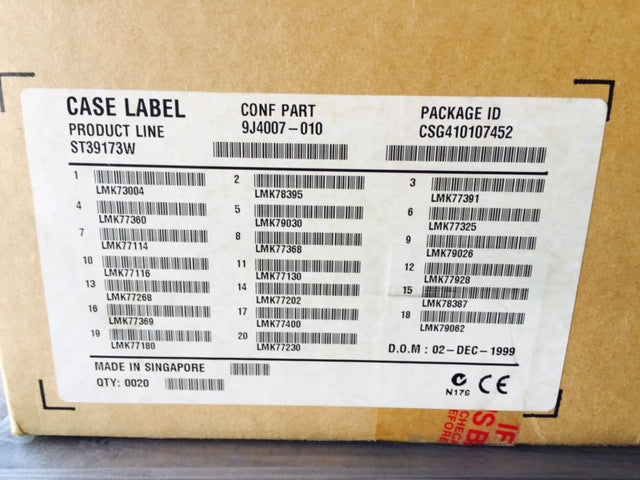 CASE LABEL
PRODUCT LINE
ST39173W
CONF PART
9J4007-010
PACKAGE ID
CSG410107452
1
LMK73004
2
LMK78395
3
LMK77391
4
LMK77360
5
LMK79030
6
LMK77325
7
LMK77114
8
LMK77368
9
LMK79026
10
LMK77116
11
LMK77130
12
LMK77928
13
LMK77268
14
LMK77202
15
LMK78387
16
LMK77369
17
LMK77400
18
LMK79062
19
LMK77180
20
LMK77230
D.O.M : 02-DEC-1999
MADE IN SINGAPORE
QTY: 0020
N176
CE
IF
S B
CHECK
BEFORE